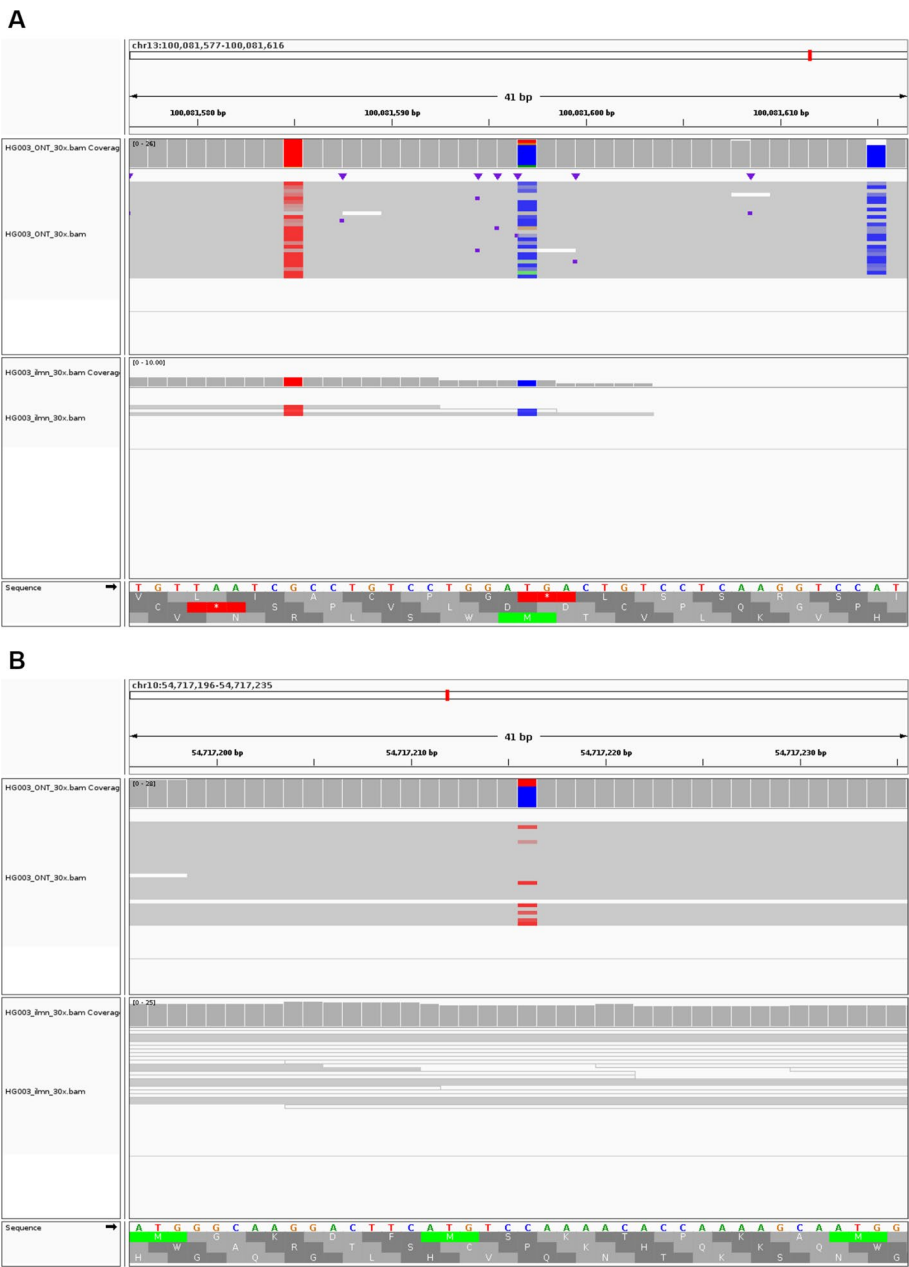 A
chr13:100,081,577-100,081,616
41 bp
100,081,580 bp 100,081,590 bp 100,081,600 bp 100,081,610 bp
HG003_ONT_30x.bam Coverag
[0 - 26]
HG003_ONT_30x.bam
HG003_ilmn_30x.bam Coverag
[0 - 10.00]
HG003_ilmn_30x.bam
Sequence
T G T T A A T C G C C T G T C C T G G A T G A C T G T C C T C A A G G T C C A T
V L I A C P G * L S S R S I
C * S P V L D D C P Q G P
V N R L S W M T V L K V H
B
chr10:54,717,196-54,717,235
41 bp
54,717,200 bp 54,717,210 bp 54,717,220 bp 54,717,230 bp
HG003_ONT_30x.bam Coverag
[0 - 28]
HG003_ONT_30x.bam
HG003_ilmn_30x.bam Coverag
[0 - 25]
HG003_ilmn_30x.bam
Sequence
A T G G G C A A G G A C T T C A T G T C C A A A A C A C C A A A A G C A A T G G
M G K D F M S K T P K A M
W A R T S C P K H Q K Q W
H G Q G L H V Q N T K S N G